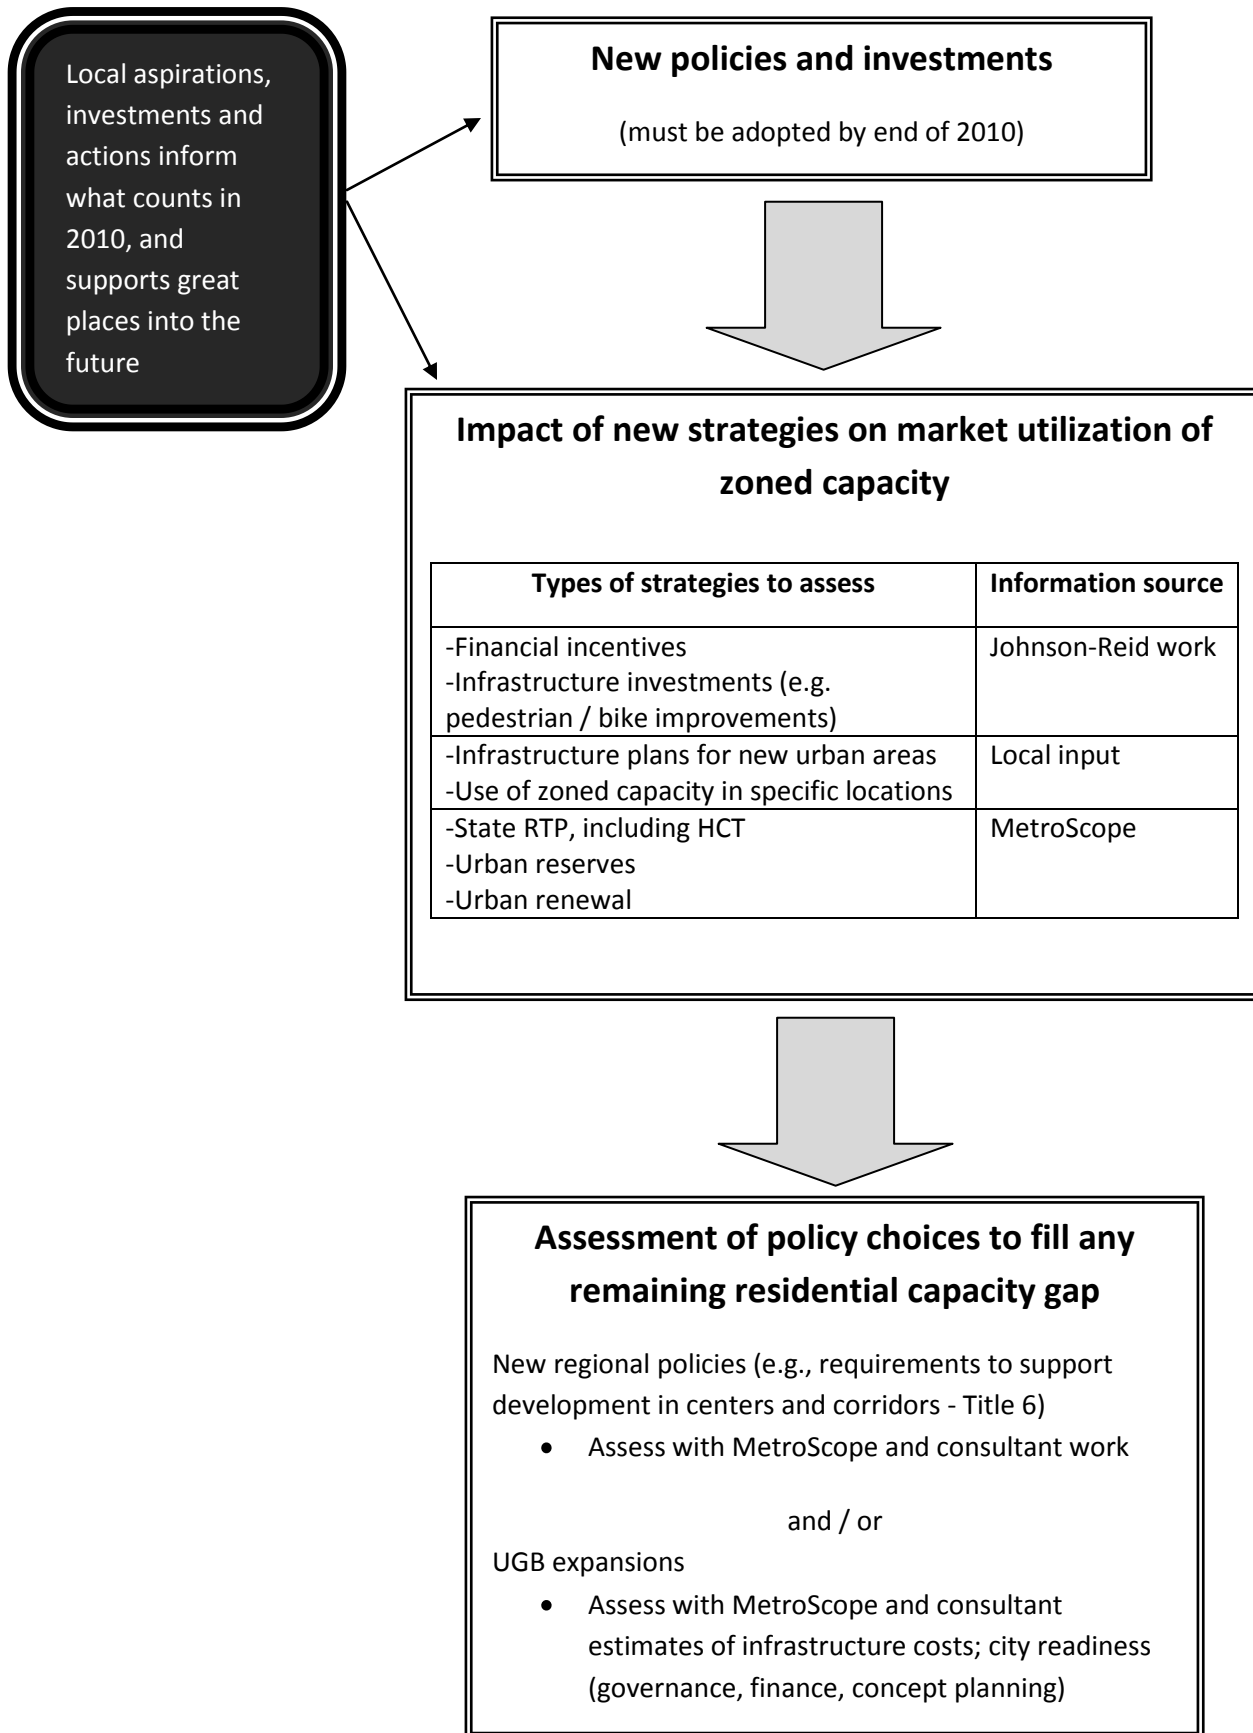 Local aspirations,
investments and
actions inform
what counts in
2010, and
supports great
places into the
future
New policies and investments
(must be adopted by end of 2010)
Impact of new strategies on market utilization of
zoned capacity
Types of strategies to assess
Information source
-Financial incentives
-Infrastructure investments (e.g.
pedestrian / bike improvements)
Johnson-Reid work
-Infrastructure plans for new urban areas
-Use of zoned capacity in specific locations
Local input
-State RTP, including HCT
-Urban reserves
-Urban renewal
MetroScope
Assessment of policy choices to fill any
remaining residential capacity gap
New regional policies (e.g., requirements to support
development in centers and corridors - Title 6)
• Assess with MetroScope and consultant work
and / or
UGB expansions
• Assess with MetroScope and consultant
estimates of infrastructure costs; city readiness
(governance, finance, concept planning)